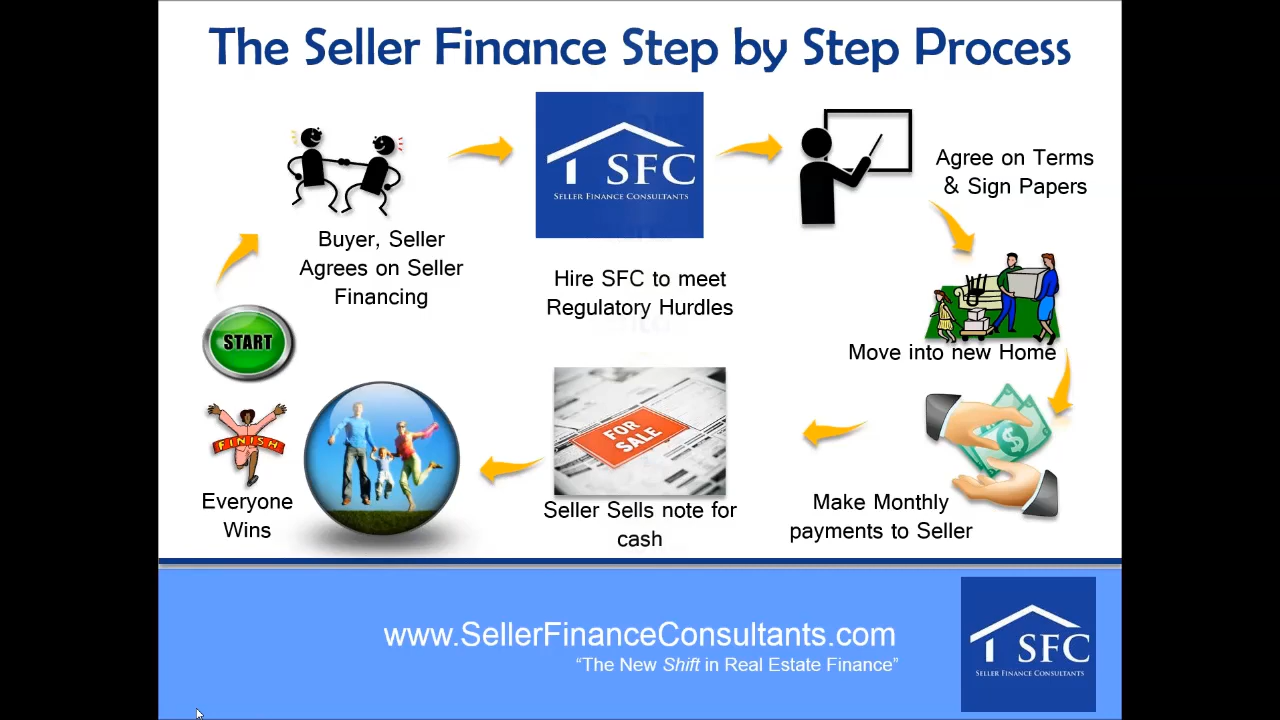 The Seller Finance Step by Step Process
SFC
SELLER FINANCE CONSULTANTS
Agree on Terms
& Sign Papers
Buyer, Seller
Agrees on Seller
Financing
Hire SFC to meet
Regulatory Hurdles
START
Move into new Home
FOR
SALE
FINISH
Everyone
Wins
Seller Sells note for
cash
Make Monthly
payments to Seller
www.SellerFinanceConsultants.com
“The New Shift in Real Estate Finance”
SFC
SELLER FINANCE CONSULTANTS